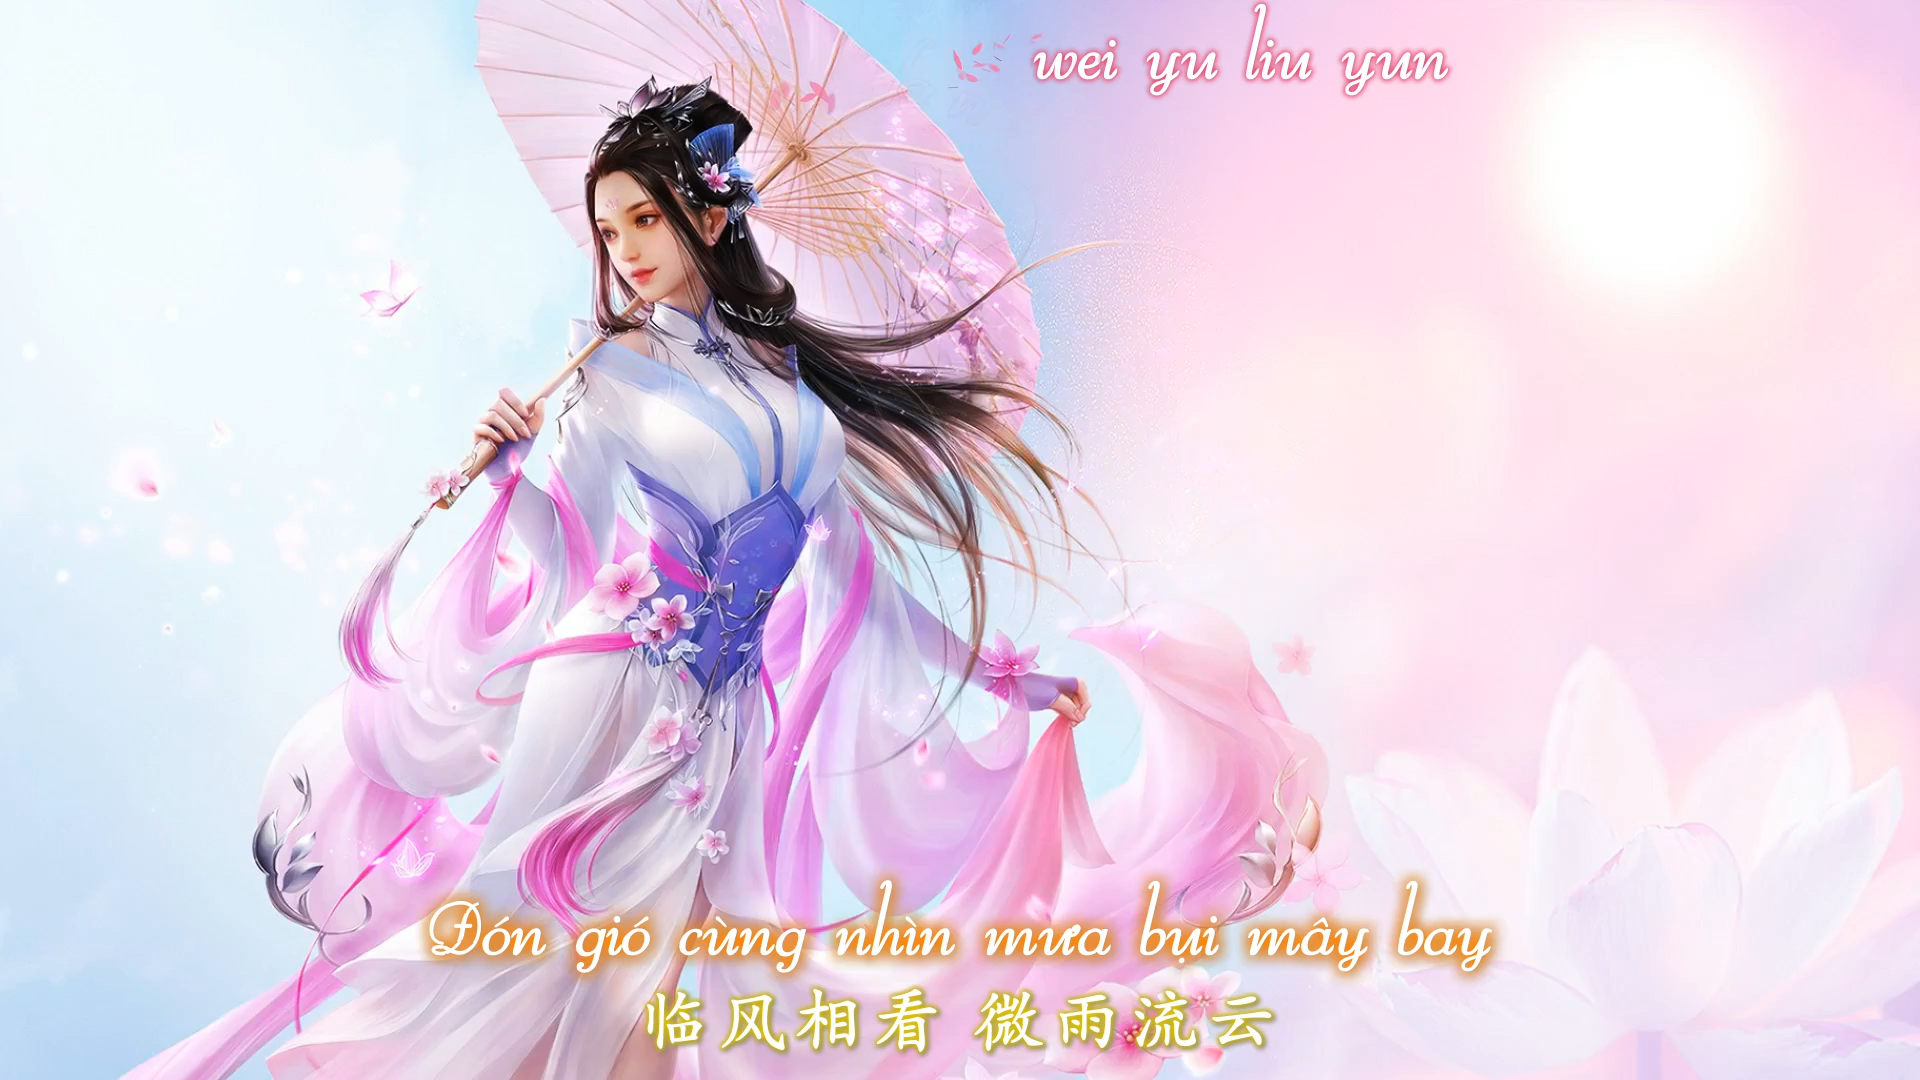 wei yu liu yun
Đón gió cùng nhìn mưa bụi mây bay
临风相看 微雨流云